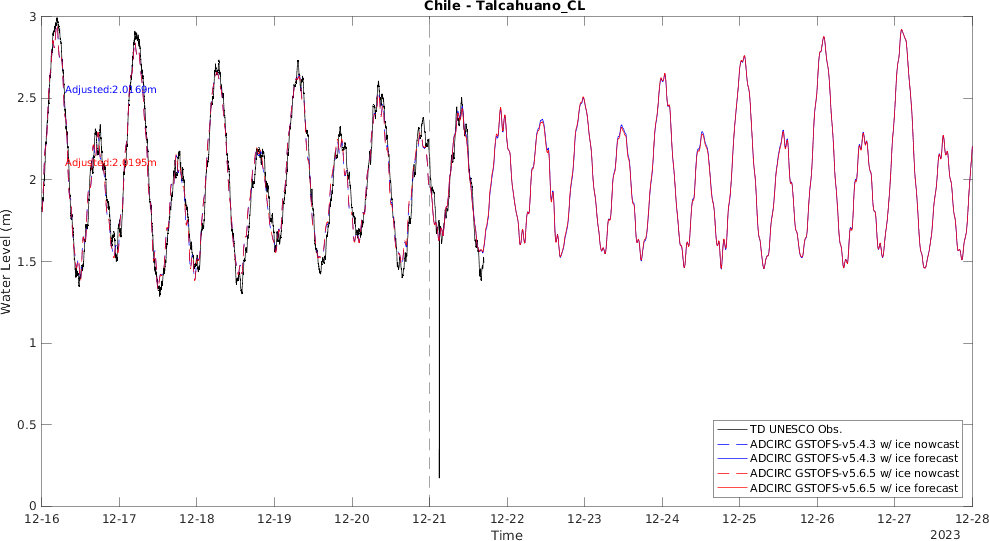 Chile - Talcahuano_CL
3
2.5
2
1.5
1
0.5
0
Water Level (m)
Adjusted:2.0169m
Adjusted:2.0195m
TD UNESCO Obs.
ADCIRC GSTOFS-v5.4.3 w/ ice nowcast
ADCIRC GSTOFS-v5.4.3 w/ ice forecast
ADCIRC GSTOFS-v5.6.5 w/ ice nowcast
ADCIRC GSTOFS-v5.6.5 w/ ice forecast
12-16 12-17 12-18 12-19 12-20 12-21 12-22 12-23 12-24 12-25 12-26 12-27 12-28
Time
2023